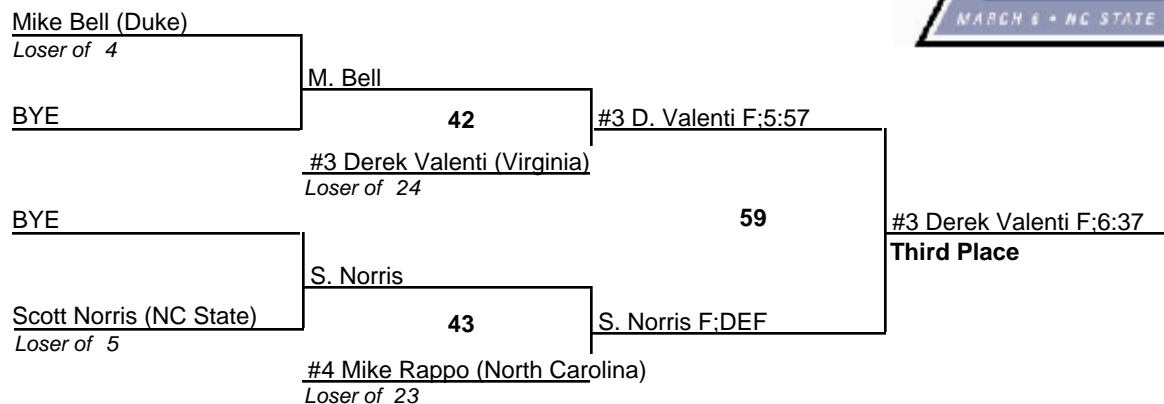 MARCH 6 • NC STATE
Mike Bell (Duke)
Loser of 4
M. Bell
BYE
42
#3 D. Valenti F;5:57
#3 Derek Valenti (Virginia)
Loser of 24
BYE
59
#3 Derek Valenti F;6:37
Third Place
S. Norris
Scott Norris (NC State)
43
S. Norris F;DEF
Loser of 5
#4 Mike Rappo (North Carolina)
Loser of 23